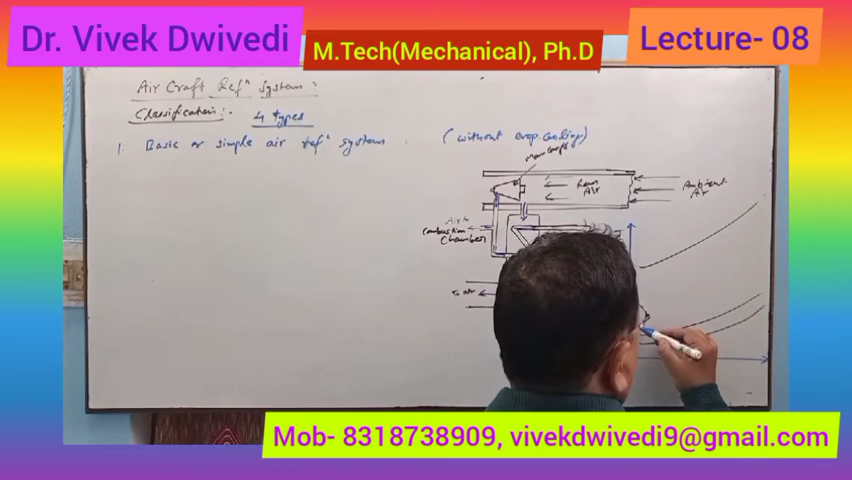 Dr. Vivek Dwivedi
M.Tech(Mechanical), Ph.D
Lecture- 08
Air Craft Refⁿ System :
Classification :- 4 types
1. Basic or simple air refⁿ system (without evap. cooling)
Ram
Air
Ambient
Air
Combustion
Chamber
Mob- 8318738909, vivekdwivedi9@gmail.com